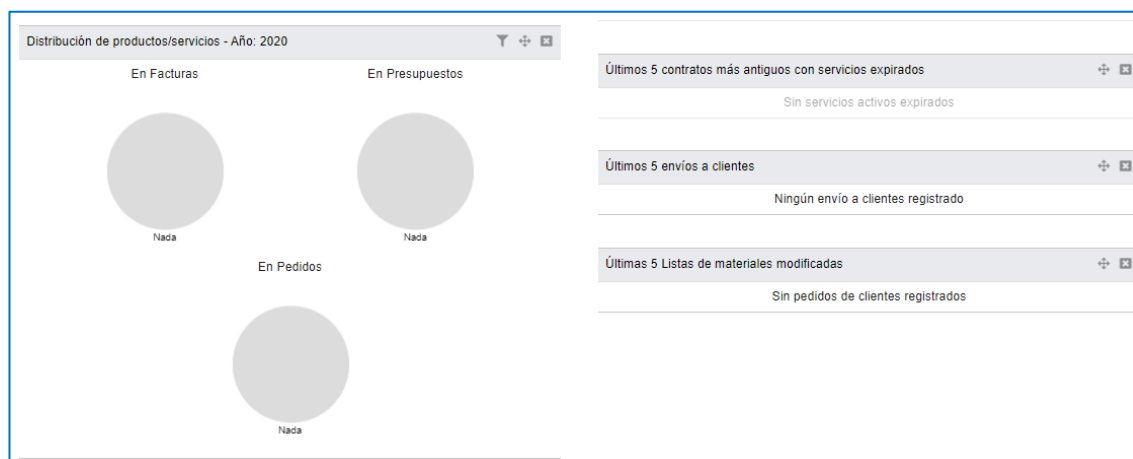 Distribución de productos/servicios - Año: 2020
En Facturas
En Presupuestos
Nada
Nada
En Pedidos
Nada
Últimos 5 contratos más antiguos con servicios expirados
Sin servicios activos expirados
Últimos 5 envíos a clientes
Ningún envío a clientes registrado
Últimas 5 Listas de materiales modificadas
Sin pedidos de clientes registrados